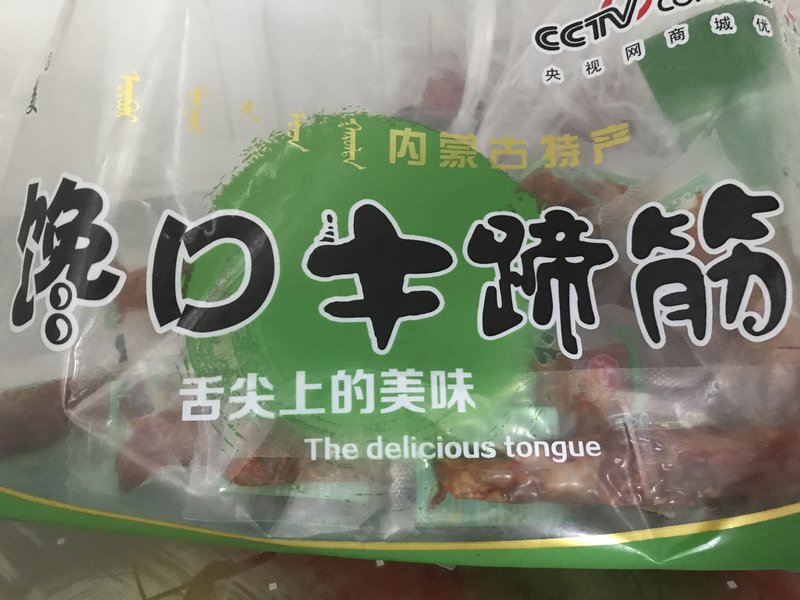 CCTV.com
央视网商城优
内蒙古特产
馋口牛蹄筋
舌尖上的美味
The delicious tongue